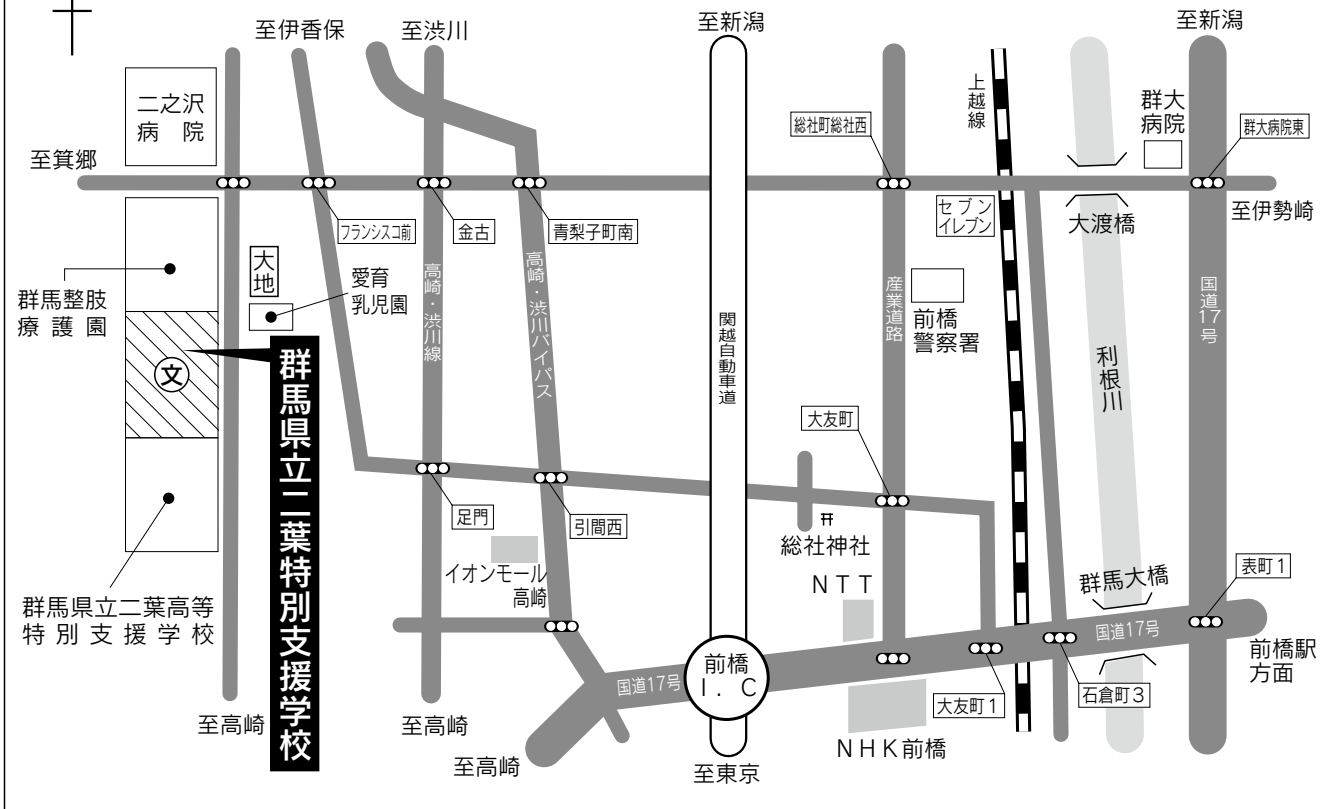 至伊香保
至渋川
至新潟
至新潟
二之沢
病院
至箕郷
総社町総社西
上越線
群大
病院
群大病院東
フランシスコ前
金古
青梨子町南
セブン
イレブン
大渡橋
至伊勢崎
群馬整肢
療護園
大地
愛育
乳児園
高崎・渋川線
高崎・渋川バイパス
関越自動車道
産業道路
前橋
警察署
利根川
国道17号
文
群馬県立二葉特別支援学校
大友町
足門
引間西
総社神社
イオンモール
高崎
NTT
群馬大橋
表町1
群馬県立二葉高等
特別支援学校
国道17号
前橋
I.C
国道17号
前橋駅
方面
大友町1
石倉町3
NHK前橋
至高崎
至高崎
至高崎
至東京